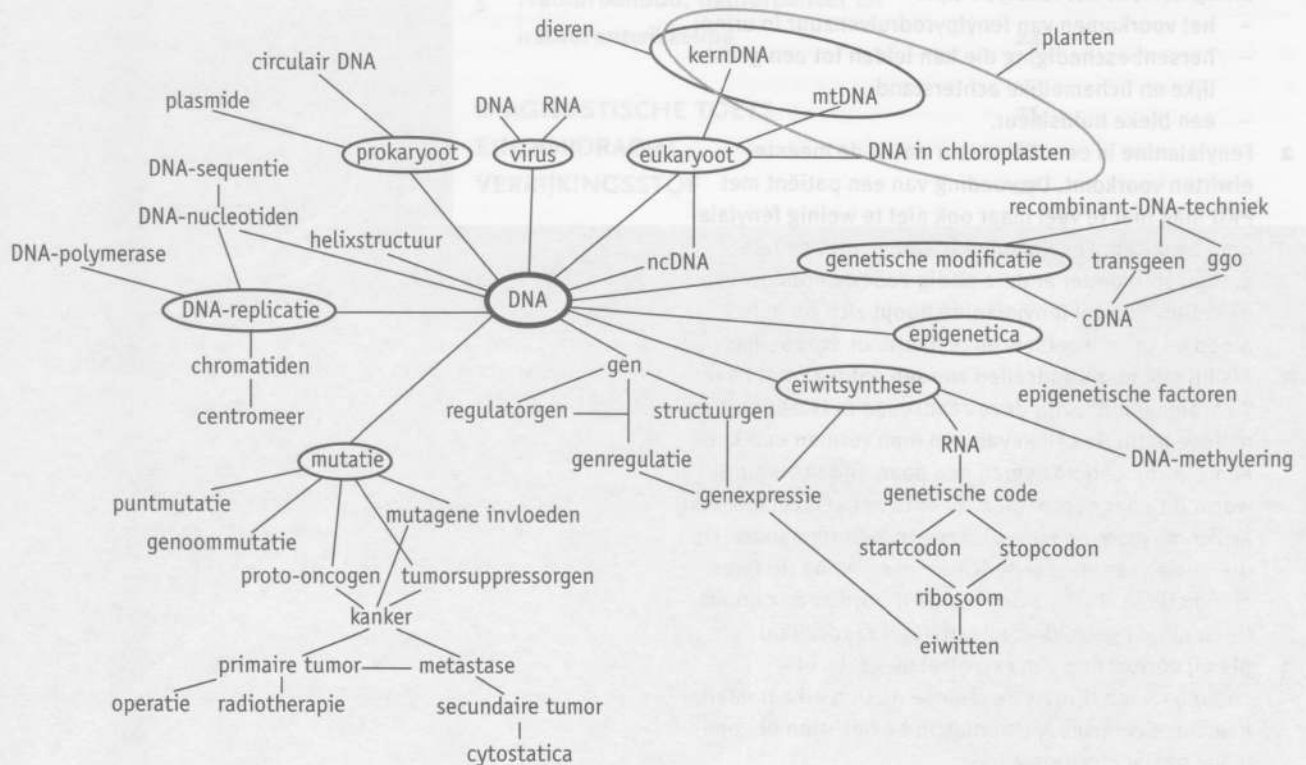 dieren
planten
kernDNA
circulair DNA
plasmide
DNA RNA
mtDNA
prokaryoot
virus
eukaryoot
DNA in chloroplasten
DNA-sequentie
DNA-nucleotiden
recombinant-DNA-techniek
helixstructuur
DNA-polymerase
ncDNA
genetische modificatie
transgeen
ggo
DNA
DNA-replicatie
cDNA
epigenetica
chromatiden
gen
eiwitsynthese
centromeer
regulatorgen
structuurgen
epigenetische factoren
mutatie
genregulatie
RNA
DNA-methylering
puntmutatie
genexpressie
genetische code
mutagene invloeden
genoommutatie
startcodon
stopcodon
proto-oncogen
tumorsuppressorgen
ribosoom
kanker
eiwitten
primaire tumor
metastase
operatie
radiotherapie
secundaire tumor
cytostatica